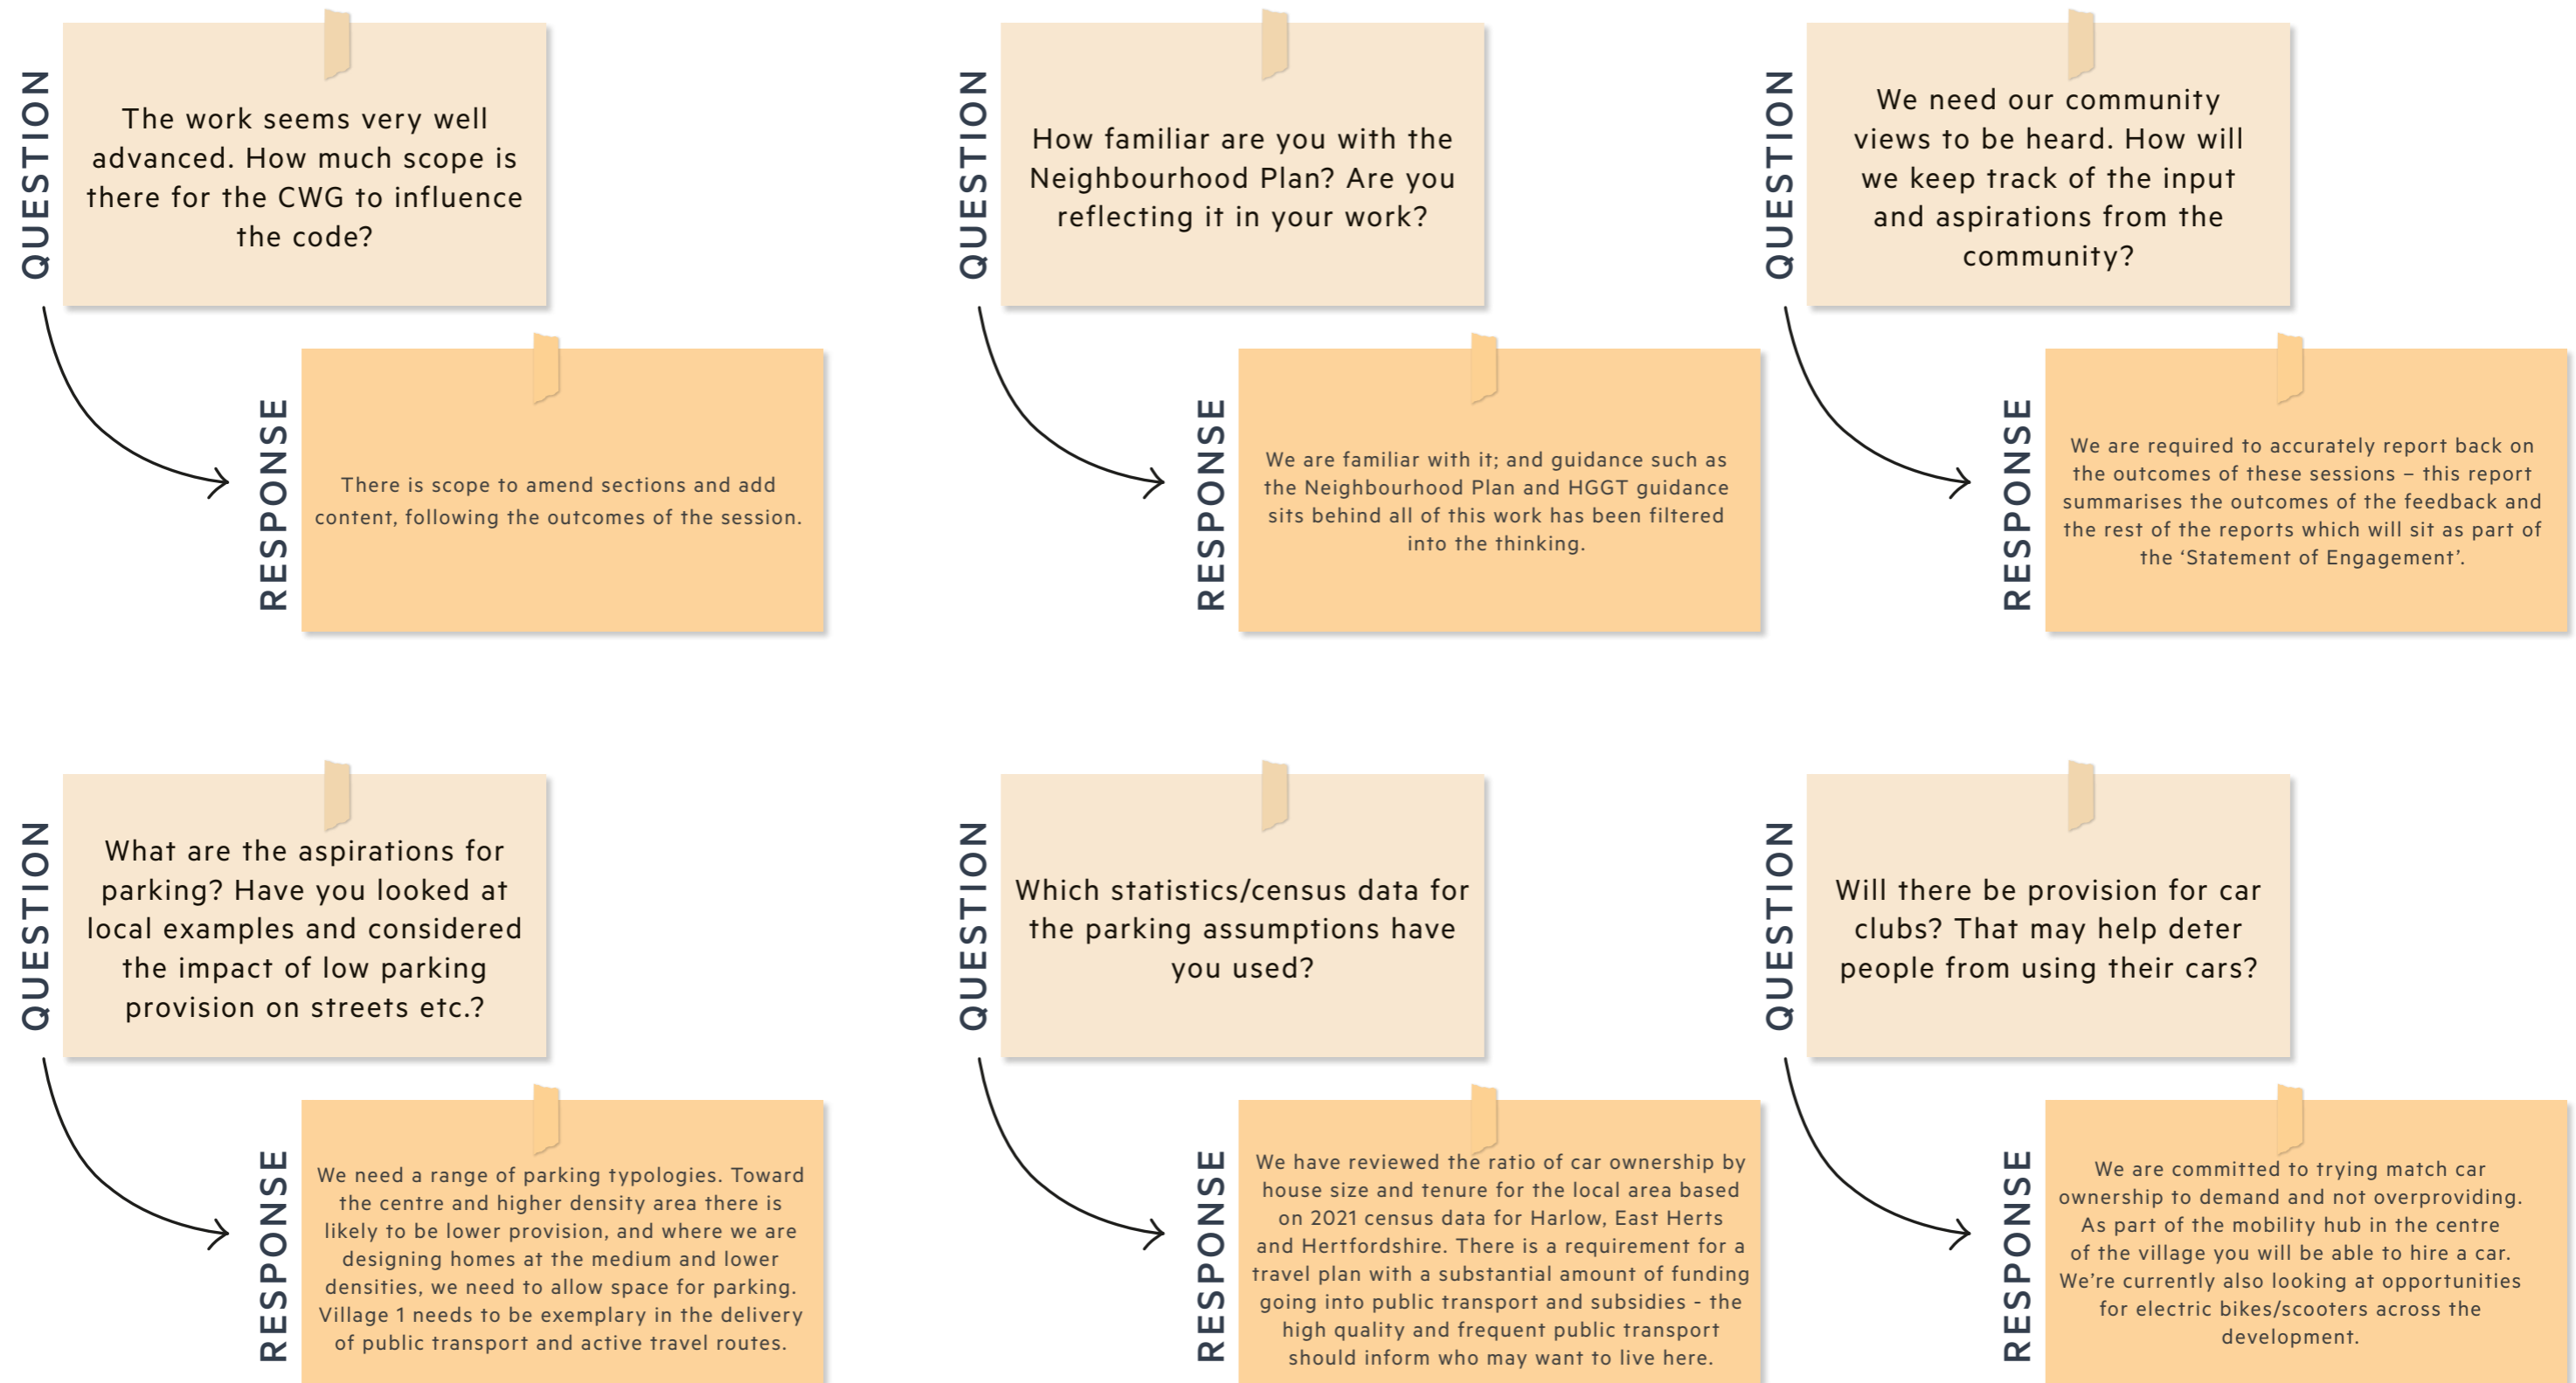 QUESTION
The work seems very well
advanced. How much scope is
there for the CWG to influence
the code?
RESPONSE
There is scope to amend sections and add
content, following the outcomes of the session.
QUESTION
How familiar are you with the
Neighbourhood Plan? Are you
reflecting it in your work?
RESPONSE
We are familiar with it; and guidance such as
the Neighbourhood Plan and HGGT guidance
sits behind all of this work has been filtered
into the thinking.
QUESTION
We need our community
views to be heard. How will
we keep track of the input
and aspirations from the
community?
RESPONSE
We are required to accurately report back on
the outcomes of these sessions – this report
summarises the outcomes of the feedback and
the rest of the reports which will sit as part of
the ‘Statement of Engagement’.
QUESTION
What are the aspirations for
parking? Have you looked at
local examples and considered
the impact of low parking
provision on streets etc.?
RESPONSE
We need a range of parking typologies. Toward
the centre and higher density area there is
likely to be lower provision, and where we are
designing homes at the medium and lower
densities, we need to allow space for parking.
Village 1 needs to be exemplary in the delivery
of public transport and active travel routes.
QUESTION
Which statistics/census data for
the parking assumptions have
you used?
RESPONSE
We have reviewed the ratio of car ownership by
house size and tenure for the local area based
on 2021 census data for Harlow, East Herts
and Hertfordshire. There is a requirement for a
travel plan with a substantial amount of funding
going into public transport and subsidies - the
high quality and frequent public transport
should inform who may want to live here.
QUESTION
Will there be provision for car
clubs? That may help deter
people from using their cars?
RESPONSE
We are committed to trying match car
ownership to demand and not overproviding.
As part of the mobility hub in the centre
of the village you will be able to hire a car.
We’re currently also looking at opportunities
for electric bikes/scooters across the
development.